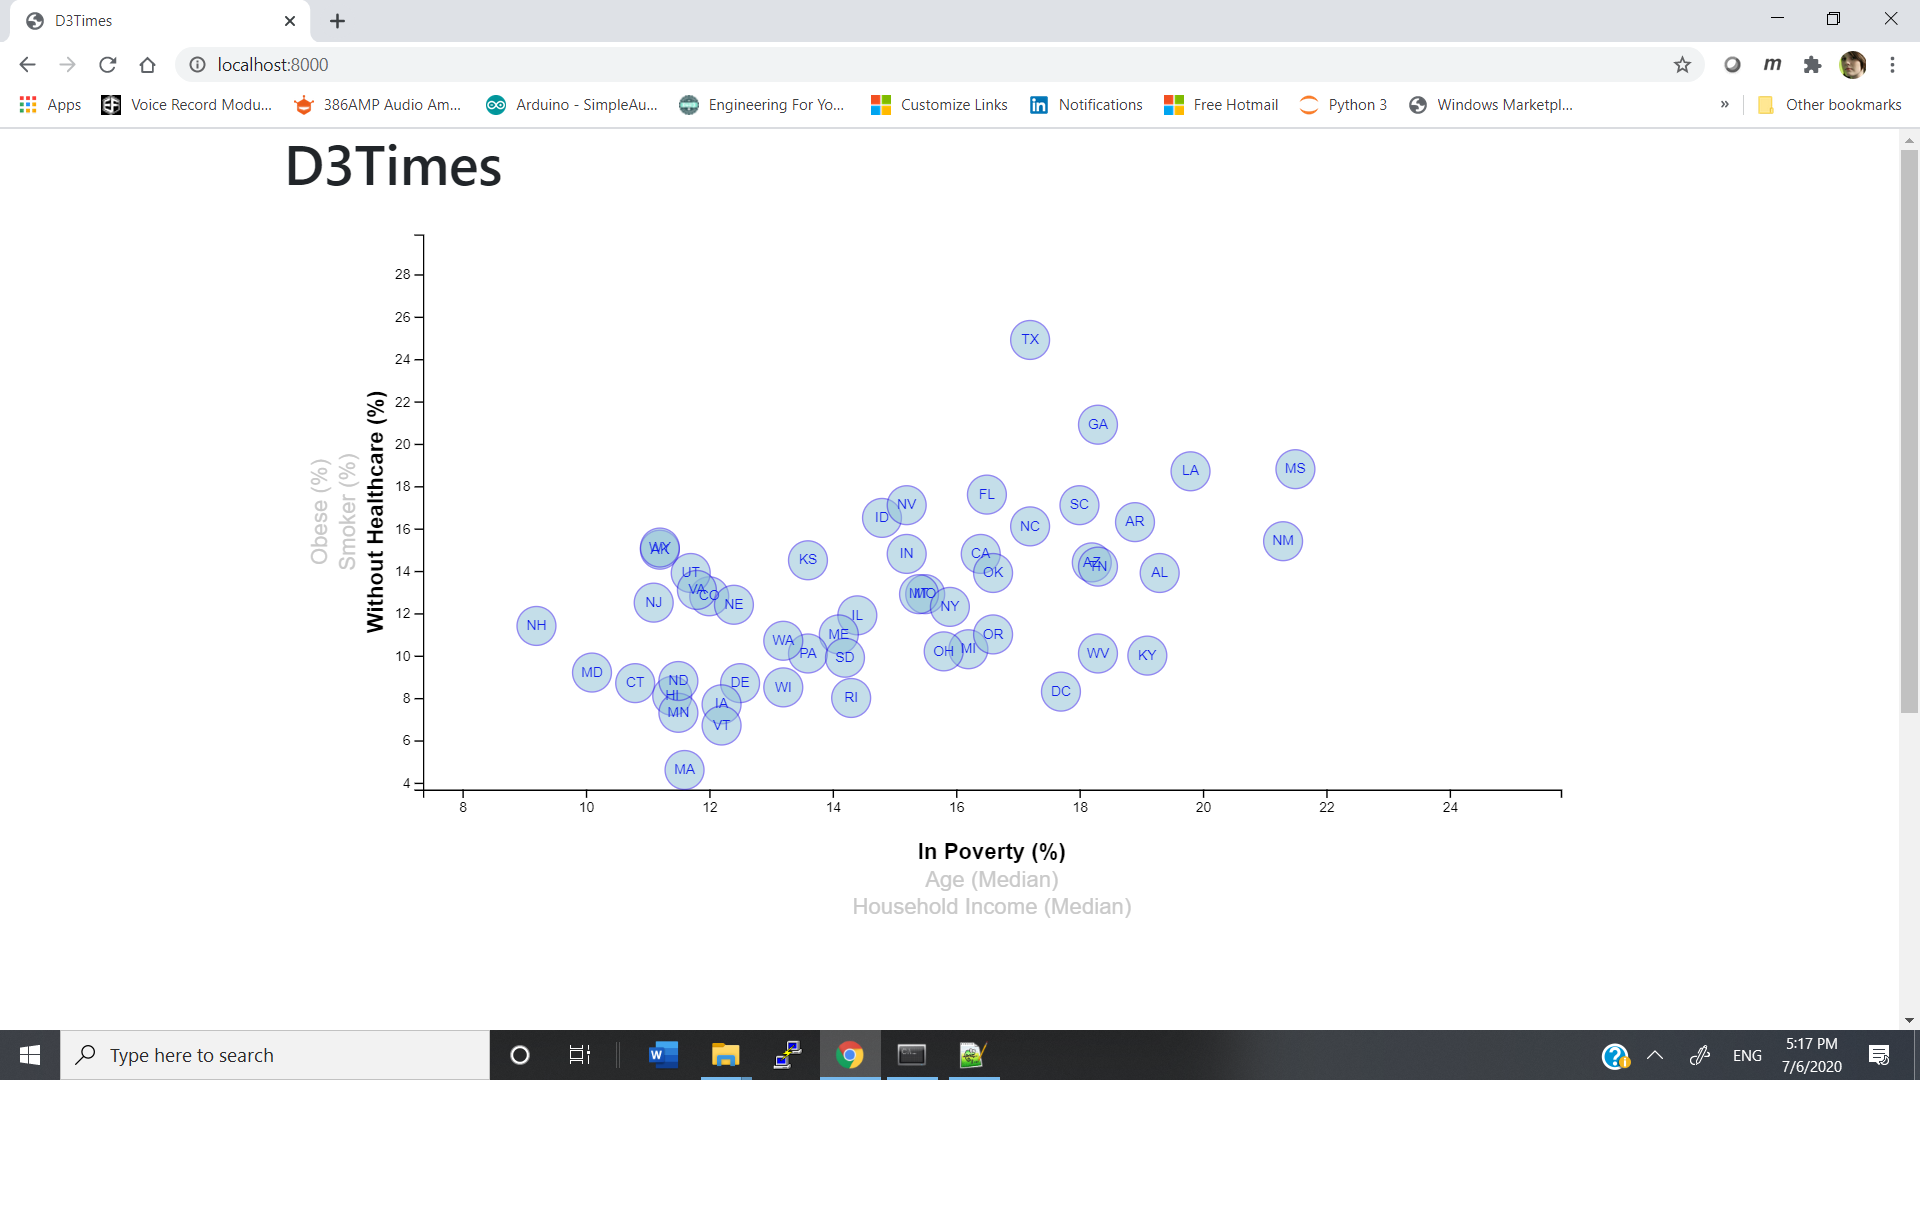 D3Times
localhost:8000
Apps
Voice Record Modu...
386AMP Audio Am...
Arduino - SimpleAu...
Engineering For Yo...
Customize Links
Notifications
Free Hotmail
Python 3
Windows Marketpl...
»
Other bookmarks
D3Times
28
26
24
22
20
18
16
14
12
10
8
6
4
Obese (%)
Smoker (%)
Without Healthcare (%)
TX
GA
LA
MS
FL
NV
SC
ID
AR
NC
NM
WY
AK
KS
IN
CA
AZ
TN
UT
OK
AL
VA
CO
NE
NJ
MT
MO
NY
IL
NH
ME
OR
WA
PA
SD
OH
MI
WV
KY
MD
CT
ND
DE
WI
DC
HI
RI
IA
MN
VT
MA
8
10
12
14
16
18
20
22
24
In Poverty (%)
Age (Median)
Household Income (Median)
Type here to search
ENG
5:17 PM
7/6/2020